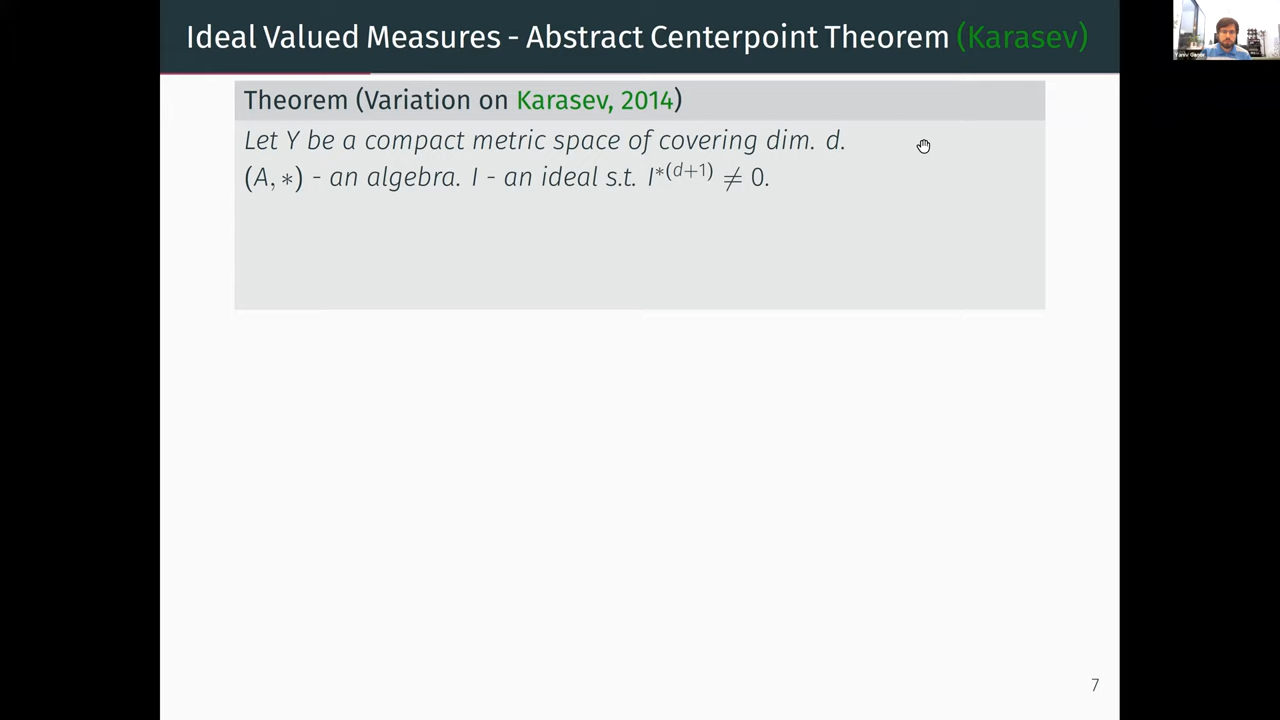 Ideal Valued Measures - Abstract Centerpoint Theorem (Karasev)
Theorem (Variation on Karasev, 2014)
Let Y be a compact metric space of covering dim. d.
(A, ∗) - an algebra. I - an ideal s.t. I^{∗(d+1)} ≠ 0.
7